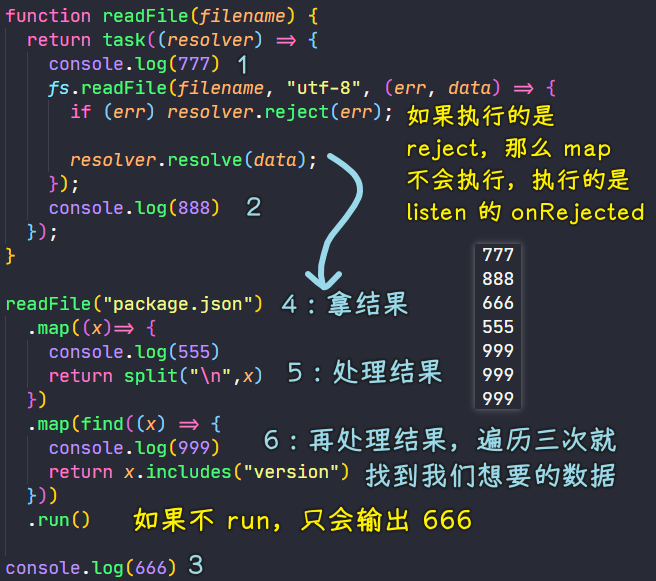 function readFile(filename) {
return task((resolver) => {
console.log(777) 1
fs.readFile(filename, "utf-8", (err, data) => {
if (err) resolver.reject(err);
如果执行的是
reject，那么 map
不会执行，执行的是
listen 的 onRejected
resolver.resolve(data);
});
console.log(888) 2
});
}
777
888
666
555
999
999
999
readFile("package.json") 4：拿结果
.map((x)=> {
console.log(555)
return split("\n",x) 5：处理结果
})
.map(find((x) => {
console.log(999)
return x.includes("version")
6：再处理结果，遍历三次就
找到我们想要的数据
}))
.run() 如果不 run，只会输出 666
console.log(666) 3